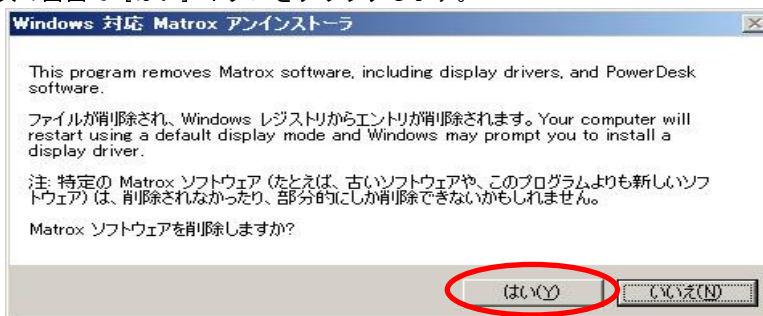 Windows 対応 Matrox アンインストーラ
This program removes Matrox software, including display drivers, and PowerDesk
software.
ファイルが削除され、Windows レジストリからエントリが削除されます。Your computer will
restart using a default display mode and Windows may prompt you to install a
display driver.
注: 特定の Matrox ソフトウェア (たとえば、古いソフトウェアや、このプログラムよりも新しいソフ
トウェア) は、削除されなかったり、部分的にしか削除できないかもしれません。
Matrox ソフトウェアを削除しますか?
はい(Y) いいえ(N)